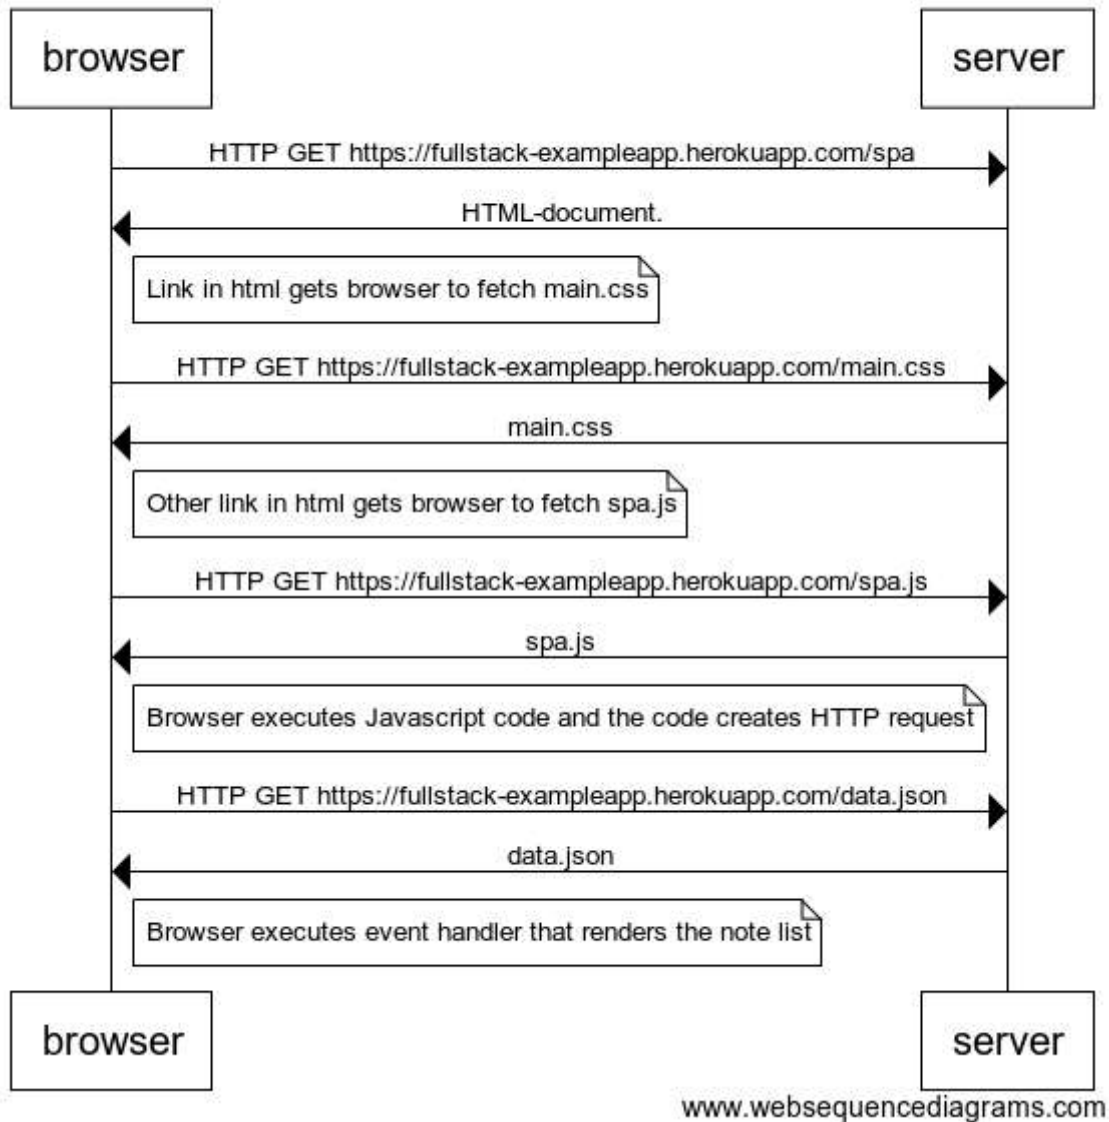 browser server
HTTP GET https://fullstack-exampleapp.herokuapp.com/spa
HTML-document.
Link in html gets browser to fetch main.css
HTTP GET https://fullstack-exampleapp.herokuapp.com/main.css
main.css
Other link in html gets browser to fetch spa.js
HTTP GET https://fullstack-exampleapp.herokuapp.com/spa.js
spa.js
Browser executes Javascript code and the code creates HTTP request
HTTP GET https://fullstack-exampleapp.herokuapp.com/data.json
data.json
Browser executes event handler that renders the note list
browser server
www.websequencediagrams.com